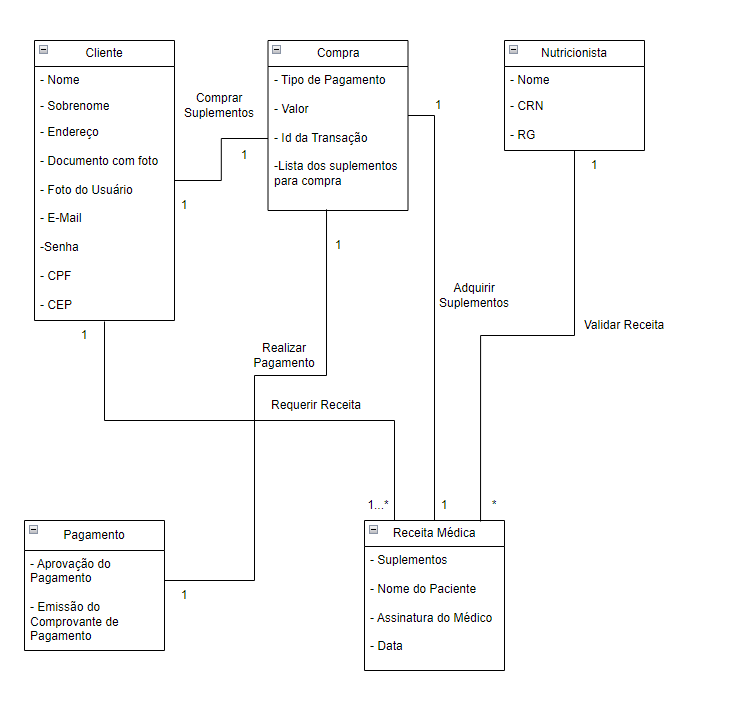 Cliente
- Nome
- Sobrenome
- Endereço
- Documento com foto
- Foto do Usuário
- E-Mail
-Senha
- CPF
- CEP
1
1
Comprar
Suplementos
1
Compra
- Tipo de Pagamento
- Valor
- Id da Transação
-Lista dos suplementos
para compra
1
1
Nutricionista
- Nome
- CRN
- RG
1
Adquirir
Suplementos
Validar Receita
Realizar
Pagamento
Requerir Receita
1...*
1
*
Pagamento
- Aprovação do
Pagamento
- Emissão do
Comprovante de
Pagamento
1
Receita Médica
- Suplementos
- Nome do Paciente
- Assinatura do Médico
- Data